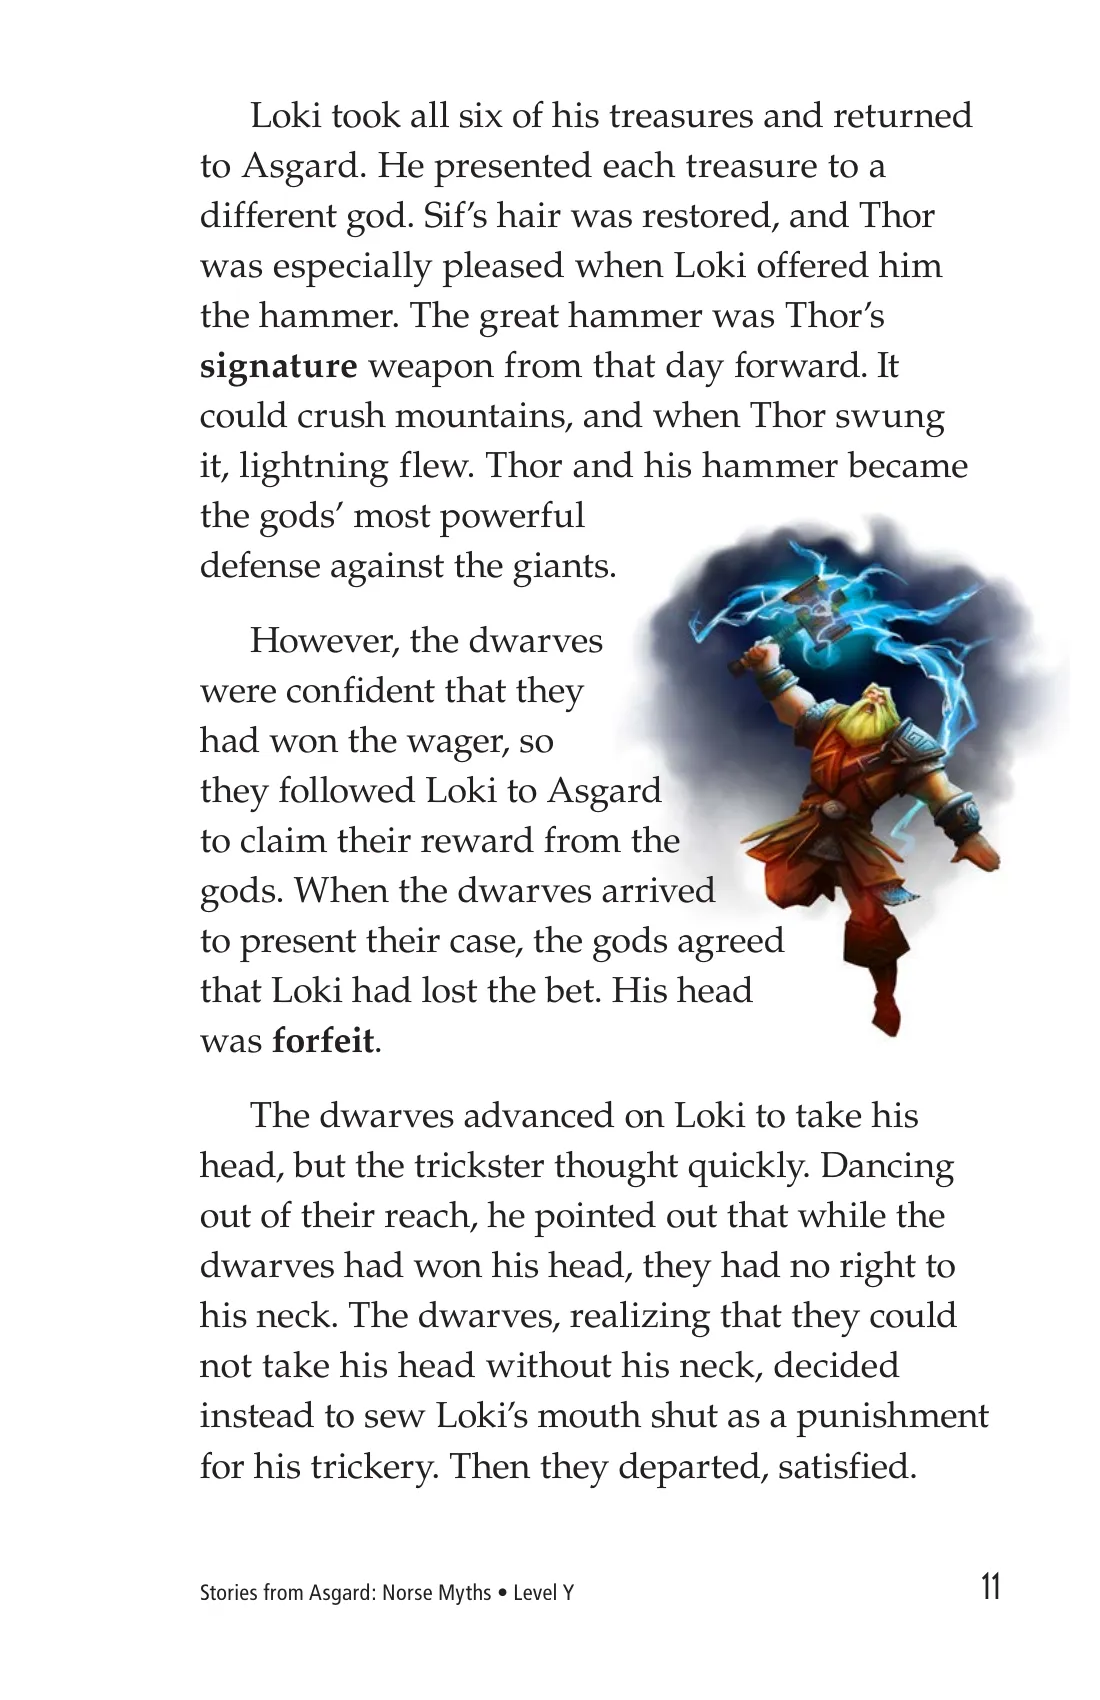 Loki took all six of his treasures and returned
to Asgard. He presented each treasure to a
different god. Sif’s hair was restored, and Thor
was especially pleased when Loki offered him
the hammer. The great hammer was Thor’s
signature weapon from that day forward. It
could crush mountains, and when Thor swung
it, lightning flew. Thor and his hammer became
the gods’ most powerful
defense against the giants.
However, the dwarves
were confident that they
had won the wager, so
they followed Loki to Asgard
to claim their reward from the
gods. When the dwarves arrived
to present their case, the gods agreed
that Loki had lost the bet. His head
was forfeit.
The dwarves advanced on Loki to take his
head, but the trickster thought quickly. Dancing
out of their reach, he pointed out that while the
dwarves had won his head, they had no right to
his neck. The dwarves, realizing that they could
not take his head without his neck, decided
instead to sew Loki’s mouth shut as a punishment
for his trickery. Then they departed, satisfied.
Stories from Asgard: Norse Myths • Level Y
11